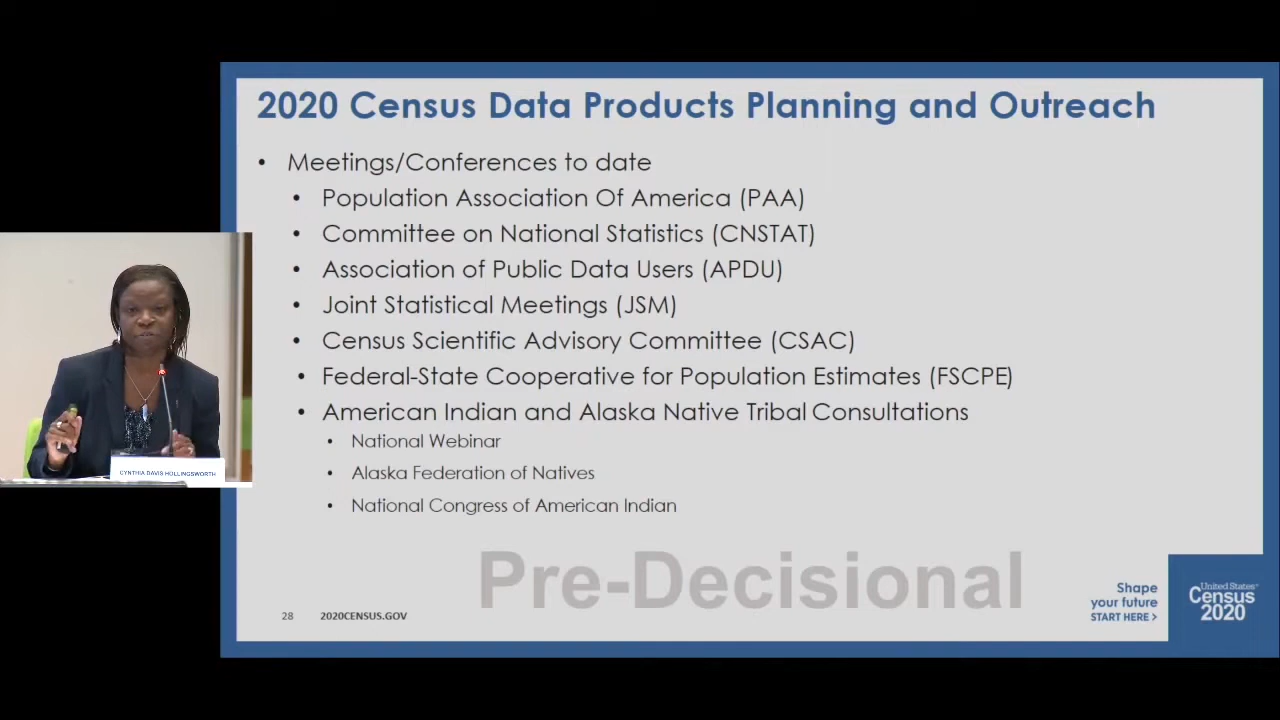 2020 Census Data Products Planning and Outreach
• Meetings/Conferences to date
• Population Association Of America (PAA)
• Committee on National Statistics (CNSTAT)
• Association of Public Data Users (APDU)
• Joint Statistical Meetings (JSM)
• Census Scientific Advisory Committee (CSAC)
• Federal-State Cooperative for Population Estimates (FSCPE)
• American Indian and Alaska Native Tribal Consultations
• National Webinar
• Alaska Federation of Natives
• National Congress of American Indian
CYNTHIA DAVIS HOLLINGSWORTH
Pre-Decisional
28 2020CENSUS.GOV
Shape
your future
START HERE >
United States®
Census
2020